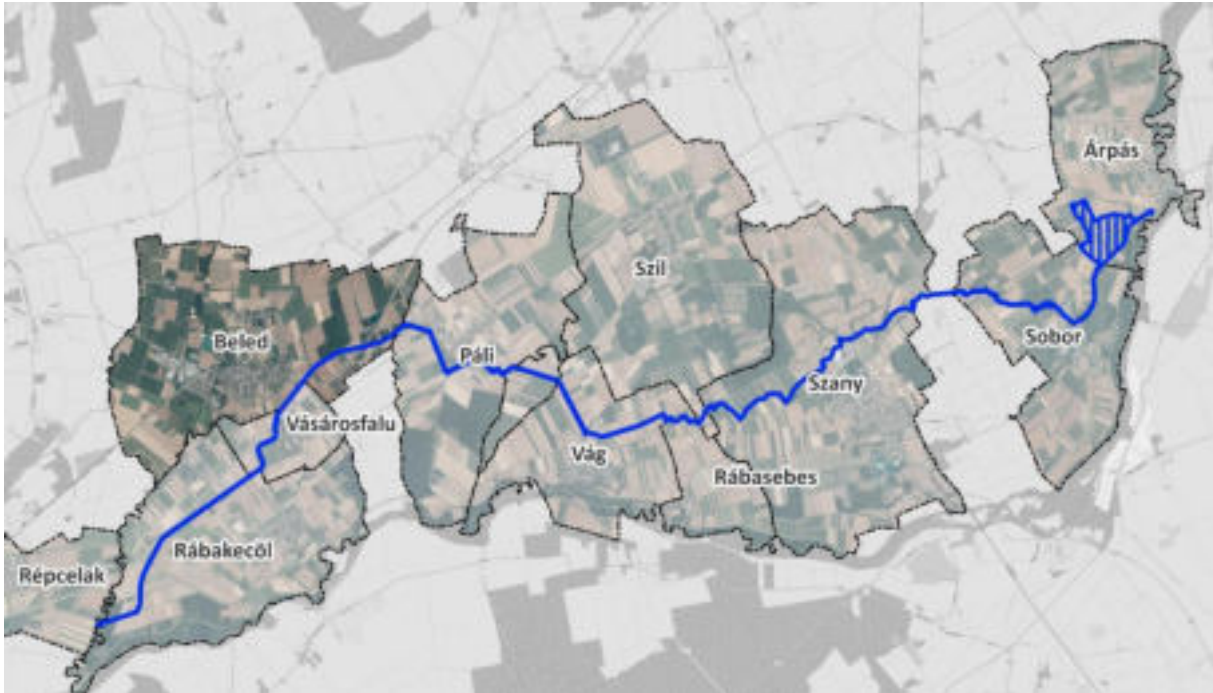 Árpás
Szil
Sobor
Beled
Páli
Szany
Vásárosfalu
Vág
Rábasebes
Rábakecöl
Répcelak